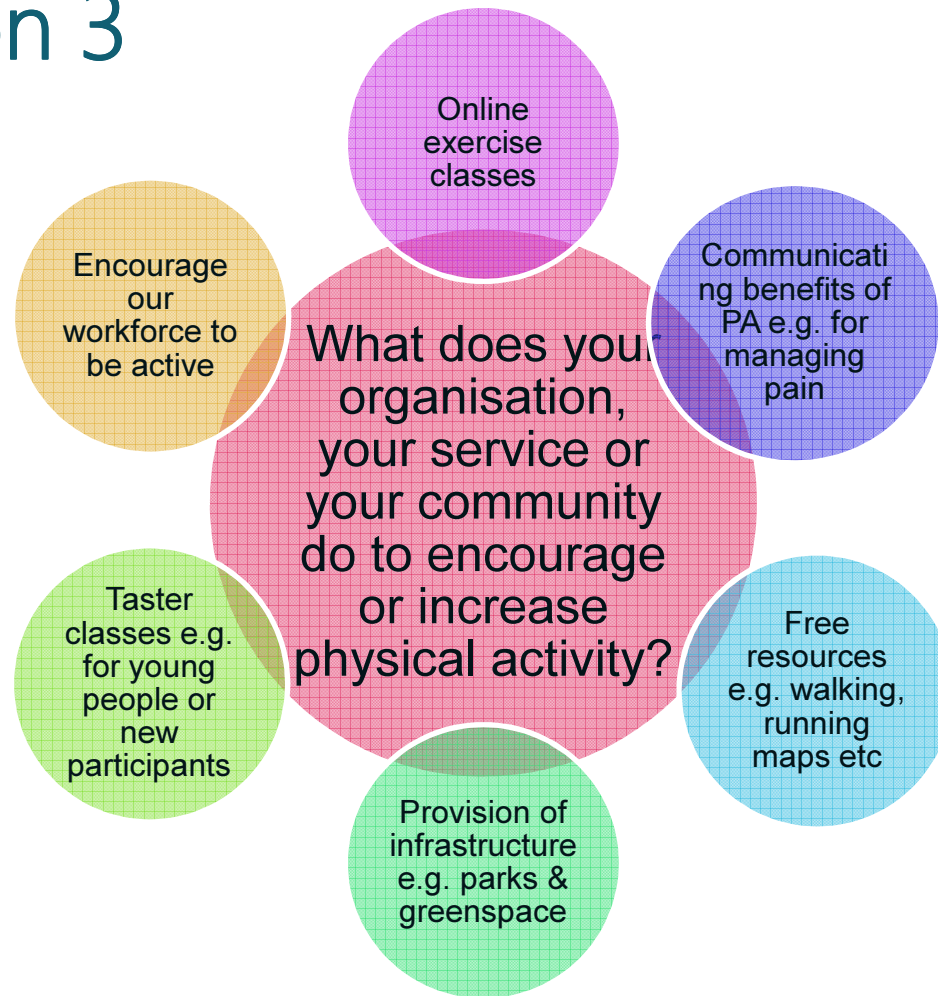 n 3
Online
exercise
classes
Communicati
ng benefits of
PA e.g. for
managing
pain
Free
resources
e.g. walking,
running
maps etc
Provision of
infrastructure
e.g. parks &
greenspace
Taster
classes e.g.
for young
people or
new
participants
Encourage
our
workforce to
be active
What does your
organisation,
your service or
your community
do to encourage
or increase
physical activity?